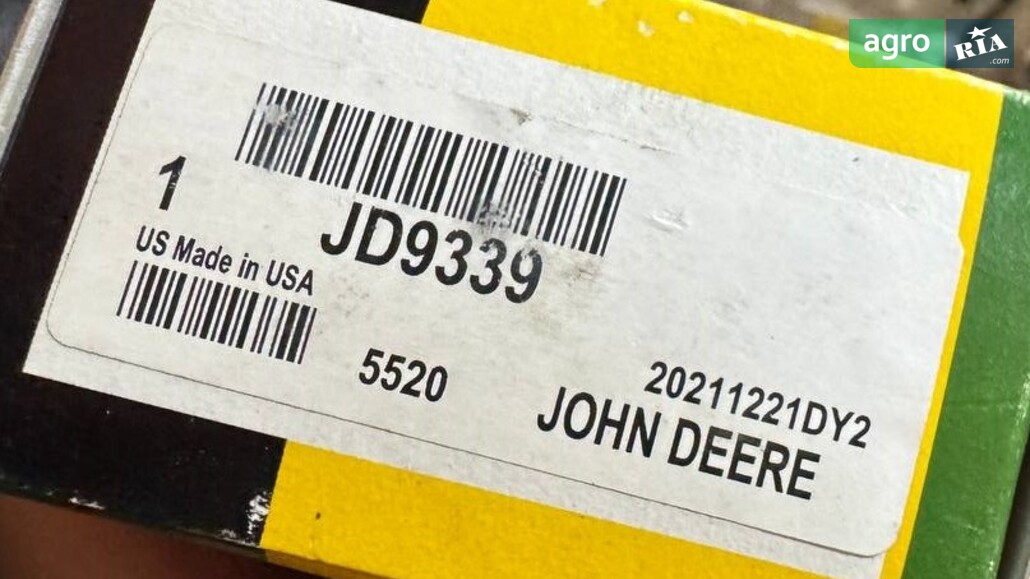 agro RIA
.com
1
JD9339
US Made in USA
5520
20211221DY2
JOHN DEERE